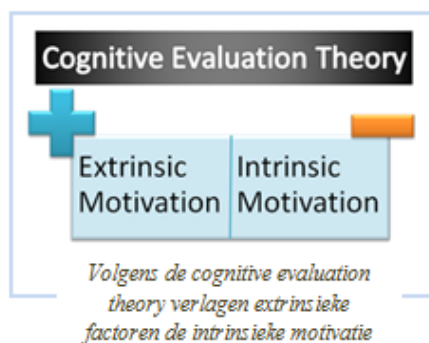 Cognitive Evaluation Theory
Extrinsic
Motivation
Intrinsic
Motivation
Volgens de cognitive evaluation
theory verlagen extrinsieke
factoren de intrinsieke motivatie